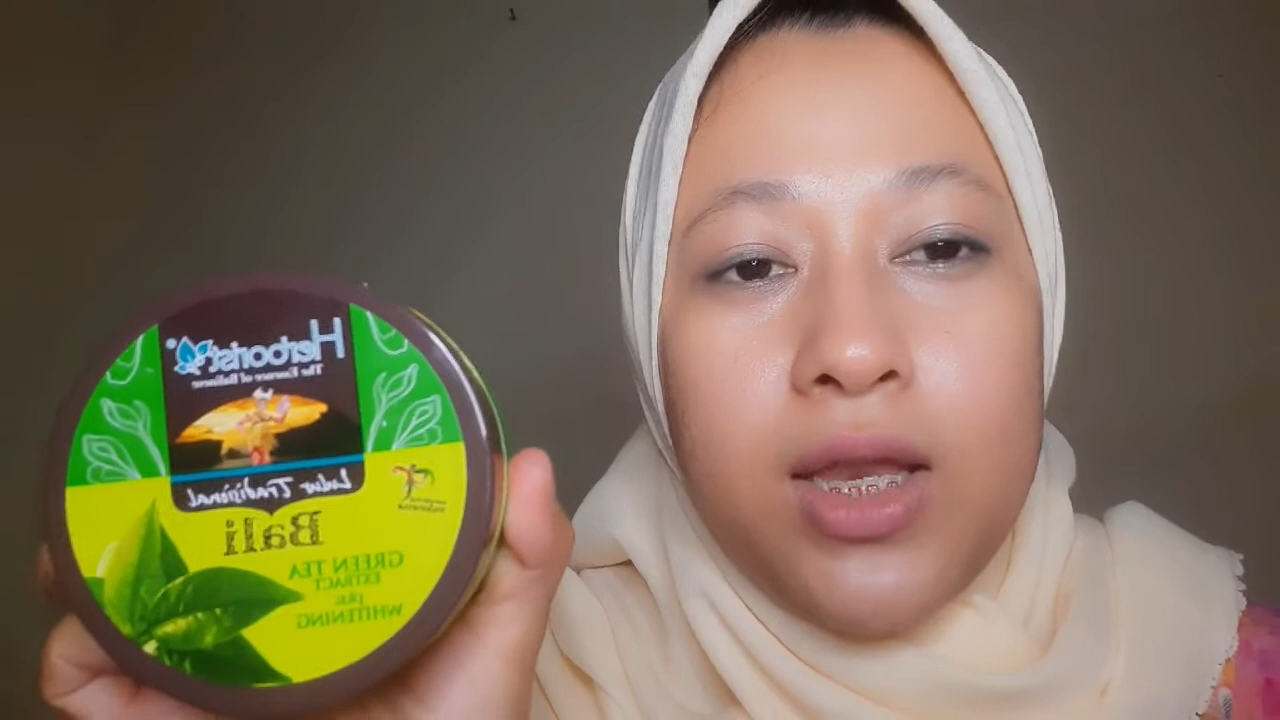 Herborist
The Essence of Balinese
Lulur Tradisional
Bali
GREEN TEA
EXTRACT
plus
WHITENING